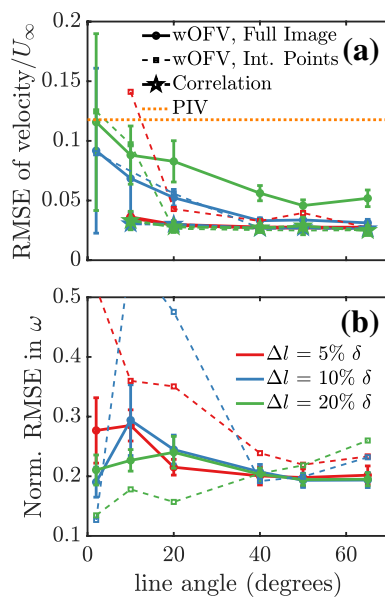 0.2
0.15
0.1
0.05
0
RMSE of velocity/U∞
wOFV, Full Image
wOFV, Int. Points
Correlation
PIV
(a)
0.5
0.4
0.3
0.2
0.1
Norm. RMSE in ω
(b)
Δl = 5% δ
Δl = 10% δ
Δl = 20% δ
0 20 40 60
line angle (degrees)